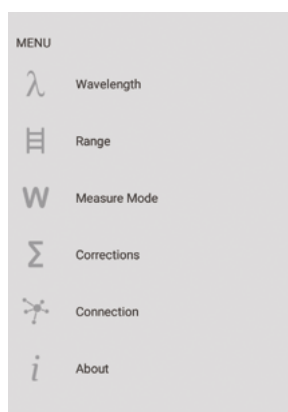 MENU
λ Wavelength
Range
W Measure Mode
Σ Corrections
Connection
i About